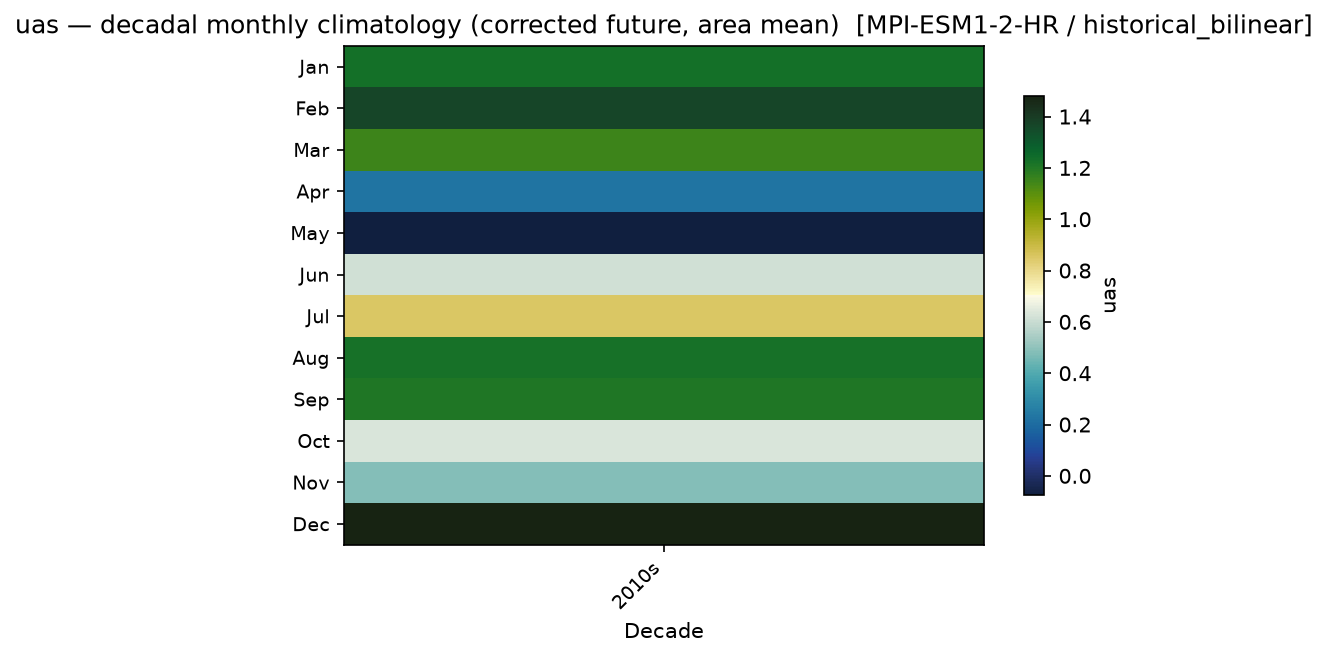 uas — decadal monthly climatology (corrected future, area mean)  [MPI-ESM1-2-HR / historical_bilinear]
Jan
Feb
Mar
Apr
May
Jun
Jul
Aug
Sep
Oct
Nov
Dec
2010s
Decade
1.4
1.2
1.0
0.8
0.6
0.4
0.2
0.0
uas